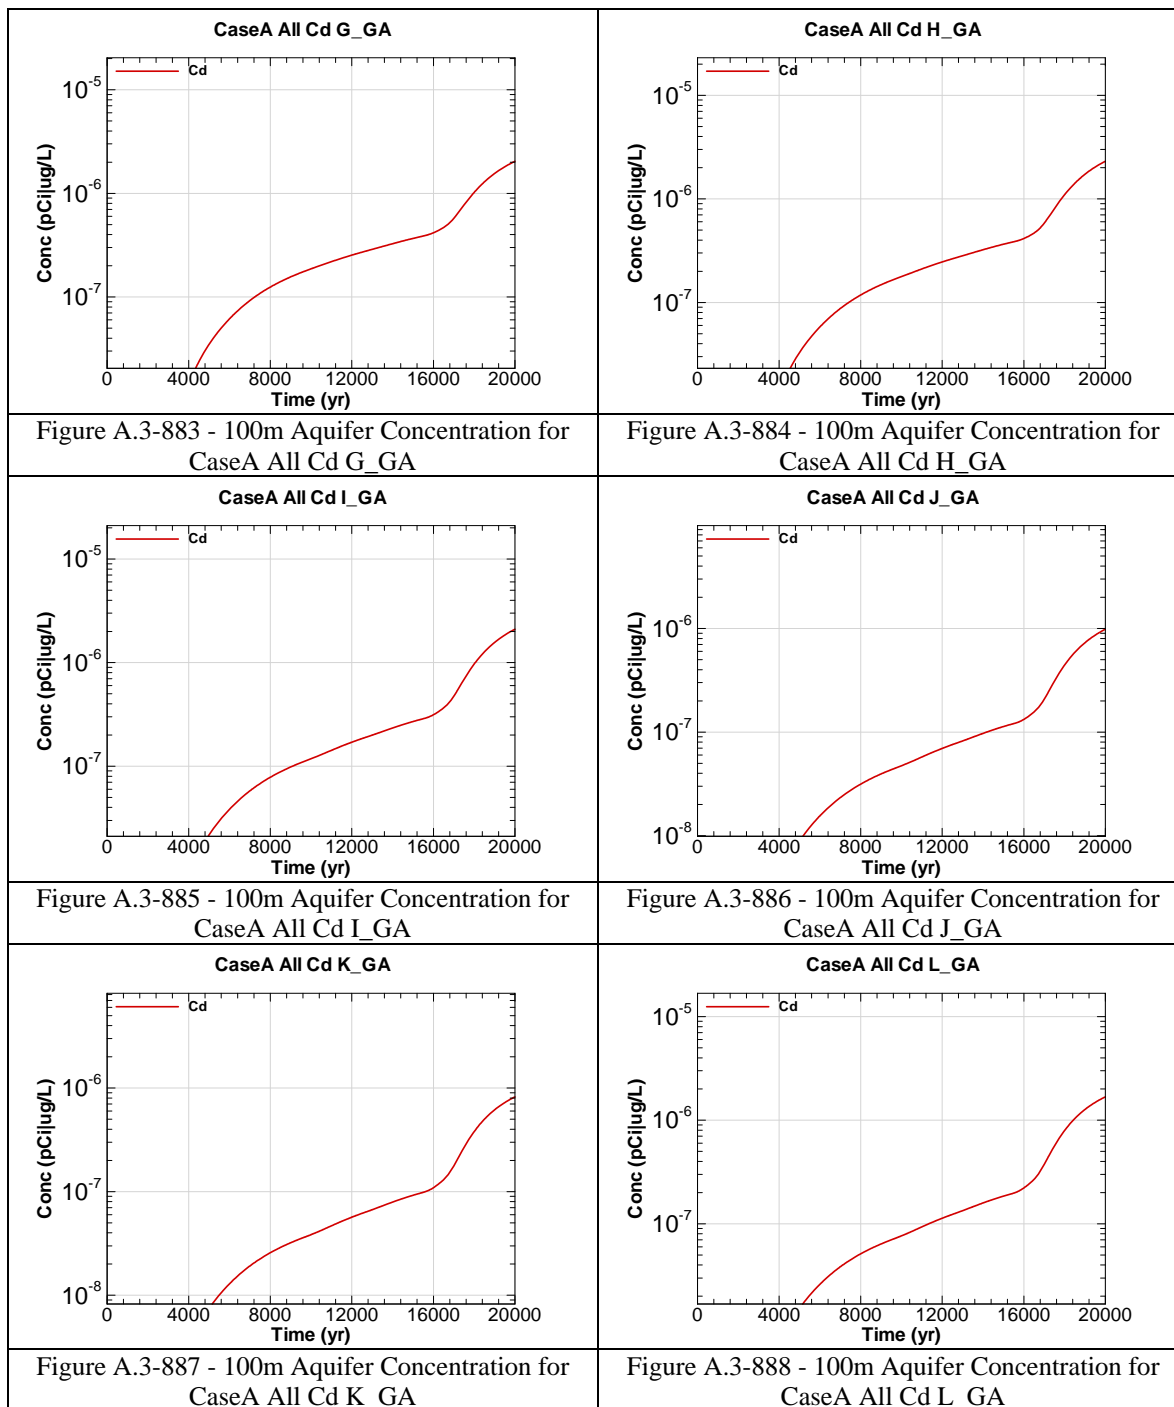 CaseA All Cd G_GA
Cd
10-5
10-6
10-7
Conc (pCi|ug/L)
0 4000 8000 12000 16000 20000
Time (yr)
Figure A.3-883 - 100m Aquifer Concentration for
CaseA All Cd G_GA
CaseA All Cd H_GA
Cd
10-5
10-6
10-7
Conc (pCi|ug/L)
0 4000 8000 12000 16000 20000
Time (yr)
Figure A.3-884 - 100m Aquifer Concentration for
CaseA All Cd H_GA
CaseA All Cd I_GA
Cd
10-5
10-6
10-7
Conc (pCi|ug/L)
0 4000 8000 12000 16000 20000
Time (yr)
Figure A.3-885 - 100m Aquifer Concentration for
CaseA All Cd I_GA
CaseA All Cd J_GA
Cd
10-6
10-7
10-8
Conc (pCi|ug/L)
0 4000 8000 12000 16000 20000
Time (yr)
Figure A.3-886 - 100m Aquifer Concentration for
CaseA All Cd J_GA
CaseA All Cd K_GA
Cd
10-6
10-7
10-8
Conc (pCi|ug/L)
0 4000 8000 12000 16000 20000
Time (yr)
Figure A.3-887 - 100m Aquifer Concentration for
CaseA All Cd K_GA
CaseA All Cd L_GA
Cd
10-5
10-6
10-7
Conc (pCi|ug/L)
0 4000 8000 12000 16000 20000
Time (yr)
Figure A.3-888 - 100m Aquifer Concentration for
CaseA All Cd L_GA